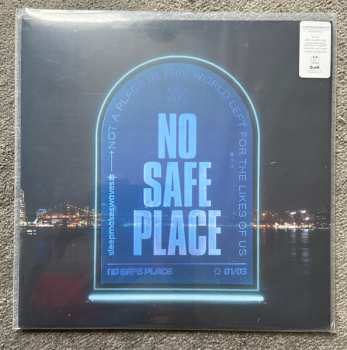 NOT A PLACE IN THIS WORLD LEFT FOR THE LIKES OF US
sleepmakeswaves
NO
SAFE
PLACE
NO SAFE PLACE
01/03